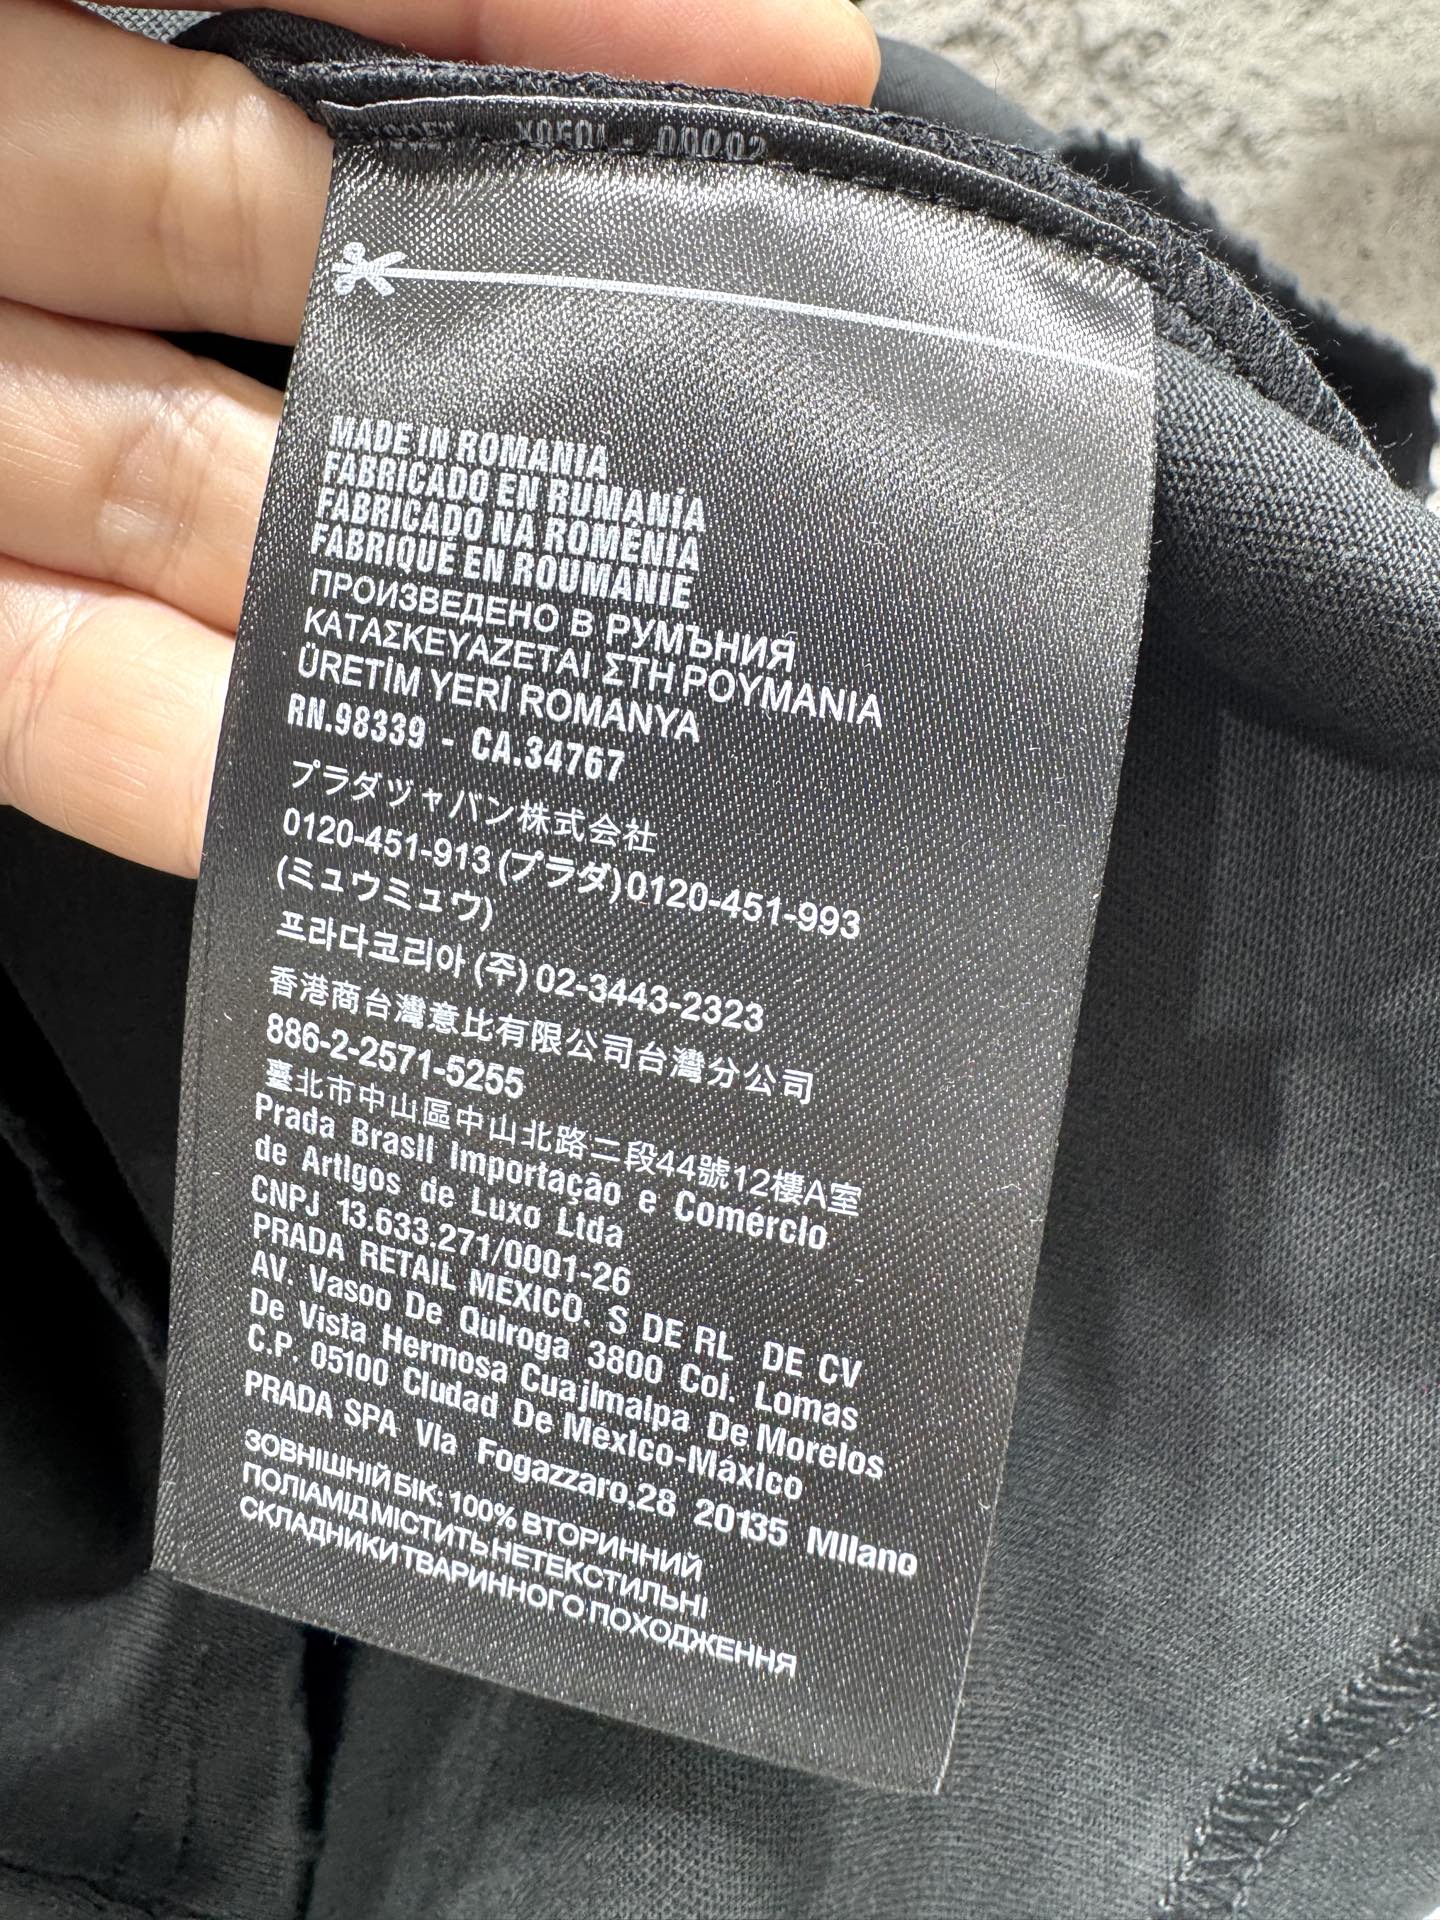 X0F01 - 00002
MADE IN ROMANIA
FABRICADO EN RUMANÍA
FABRICADO NA ROMÊNIA
FABRIQUÉ EN ROUMANIE
ПРОИЗВЕДЕНО В РУМЪНИЯ
ΚΑΤΑΣΚΕΥΑΖΕΤΑΙ ΣΤΗ ΡΟΥΜΑΝΙΑ
ÜRETİM YERİ ROMANYA
RN.98339 - CA.34767
プラダヅャバン株式会社
0120-451-913 (プラダ) 0120-451-993
(ミュウミュウ)
프라다코리아 (주) 02-3443-2323
香港商台灣意比有限公司台灣分公司
886-2-2571-5255
臺北市中山區中山北路二段44號12樓A室
Prada Brasil Importação e Comércio
de Artigos de Luxo Ltda
CNPJ 13.633.271/0001-26
PRADA RETAIL MEXICO. S DE RL DE CV
AV. Vasoo De Quiroga 3800 Col. Lomas
De Vista Hermosa Cuajimalpa De Morelos
C.P. 05100 Ciudad De México-Máxico
PRADA SPA Via Fogazzaro,28 20135 Milano
ЗОВНІШНІЙ БІК: 100% ВТОРИННИЙ
ПОЛІАМІД МІСТИТЬ НЕТЕКСТИЛЬНІ
СКЛАДНИКИ ТВАРИННОГО ПОХОДЖЕННЯ